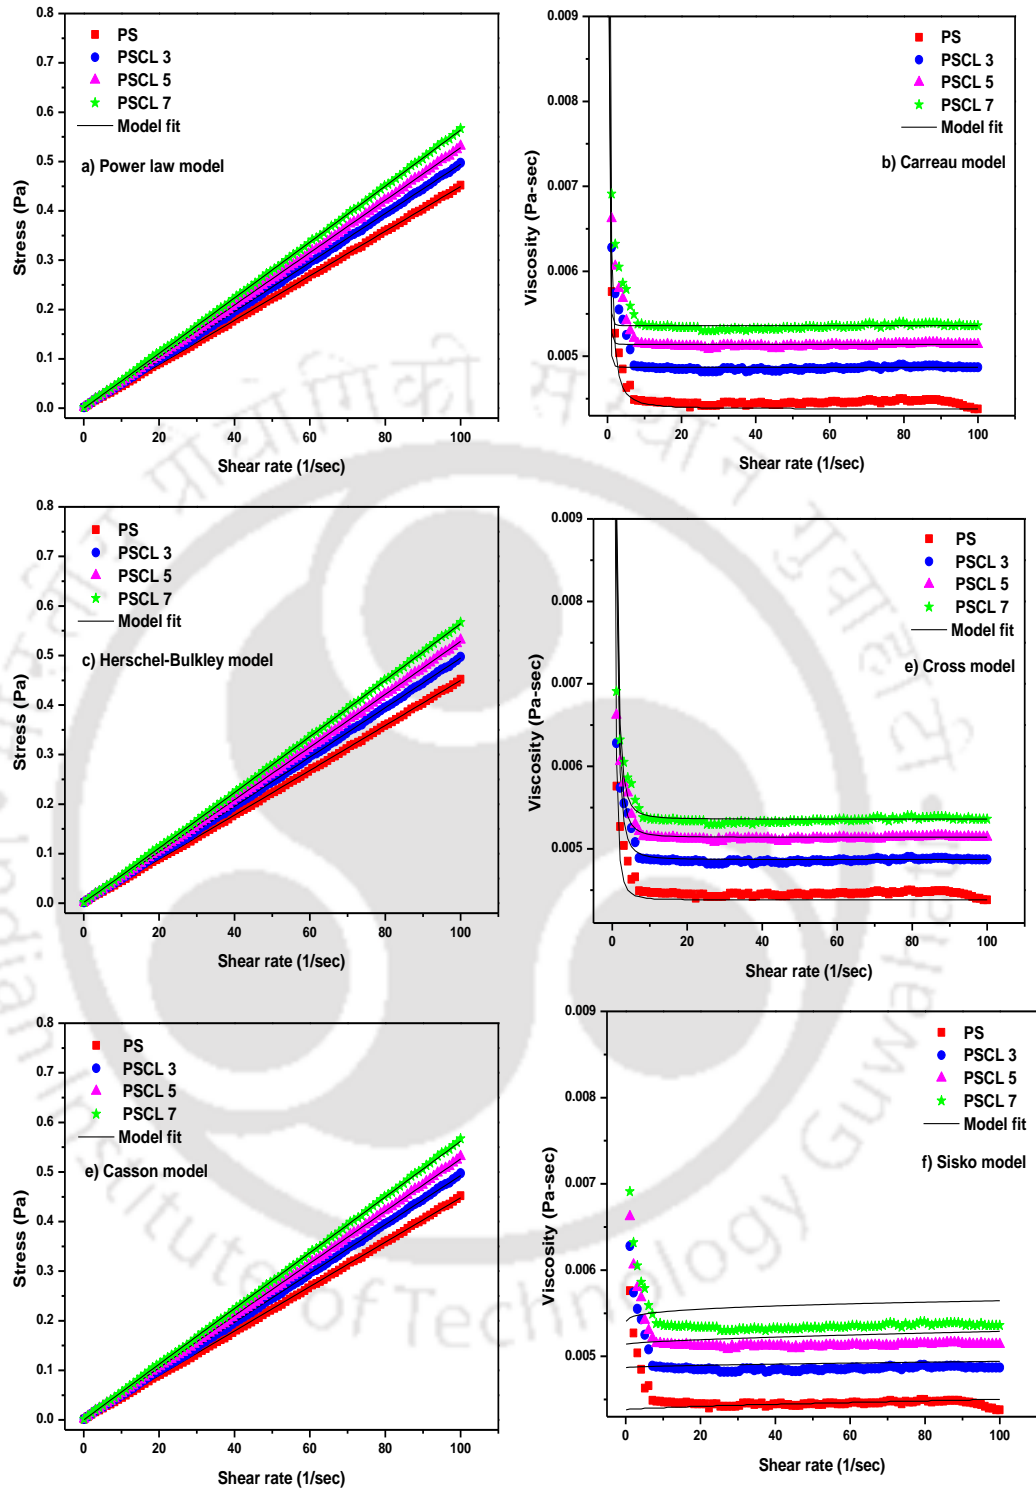 0.8
0.7
0.6
0.5
0.4
0.3
0.2
0.1
0.0
Stress (Pa)
PS
PSCL 3
PSCL 5
PSCL 7
Model fit
a) Power law model
0 20 40 60 80 100
Shear rate (1/sec)
0.009
0.008
0.007
0.006
0.005
Viscosity (Pa-sec)
PS
PSCL 3
PSCL 5
PSCL 7
Model fit
b) Carreau model
0 20 40 60 80 100
Shear rate (1/sec)
0.8
0.7
0.6
0.5
0.4
0.3
0.2
0.1
0.0
Stress (Pa)
PS
PSCL 3
PSCL 5
PSCL 7
Model fit
c) Herschel-Bulkley model
0 20 40 60 80 100
Shear rate (1/sec)
0.009
0.008
0.007
0.006
0.005
Viscosity (Pa-sec)
PS
PSCL 3
PSCL 5
PSCL 7
Model fit
e) Cross model
0 20 40 60 80 100
Shear rate (1/sec)
0.8
0.7
0.6
0.5
0.4
0.3
0.2
0.1
0.0
Stress (Pa)
PS
PSCL 3
PSCL 5
PSCL 7
Model fit
e) Casson model
0 20 40 60 80 100
Shear rate (1/sec)
0.009
0.008
0.007
0.006
0.005
Viscosity (Pa-sec)
PS
PSCL 3
PSCL 5
PSCL 7
Model fit
f) Sisko model
0 20 40 60 80 100
Shear rate (1/sec)
Indian Institute of Technology Guwahati